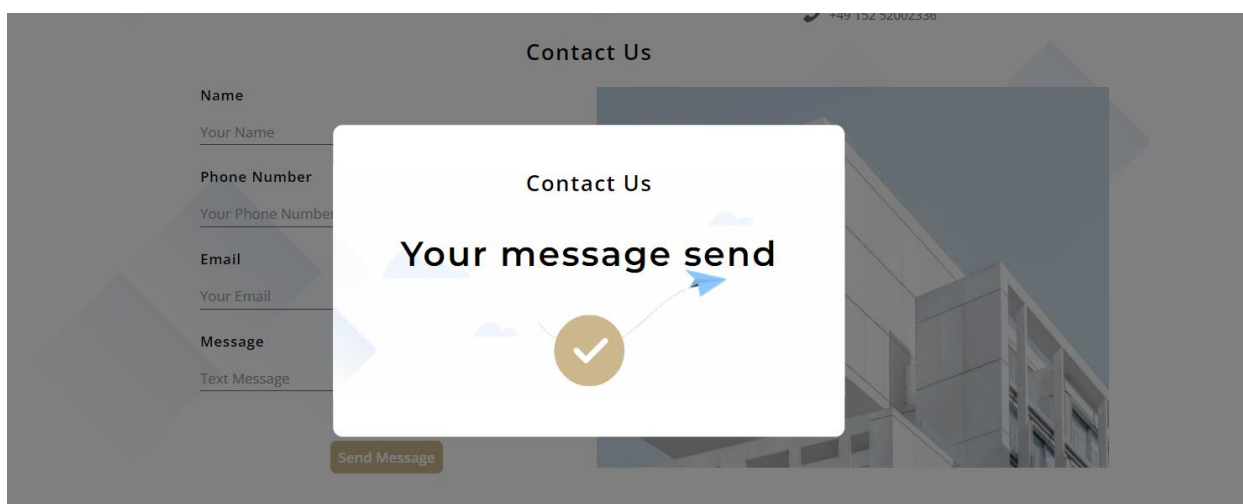 +49 152 52002336
Contact Us
Name
Your Name
Phone Number
Your Phone Number
Email
Your Email
Message
Text Message
Send Message
Contact Us
Your message send